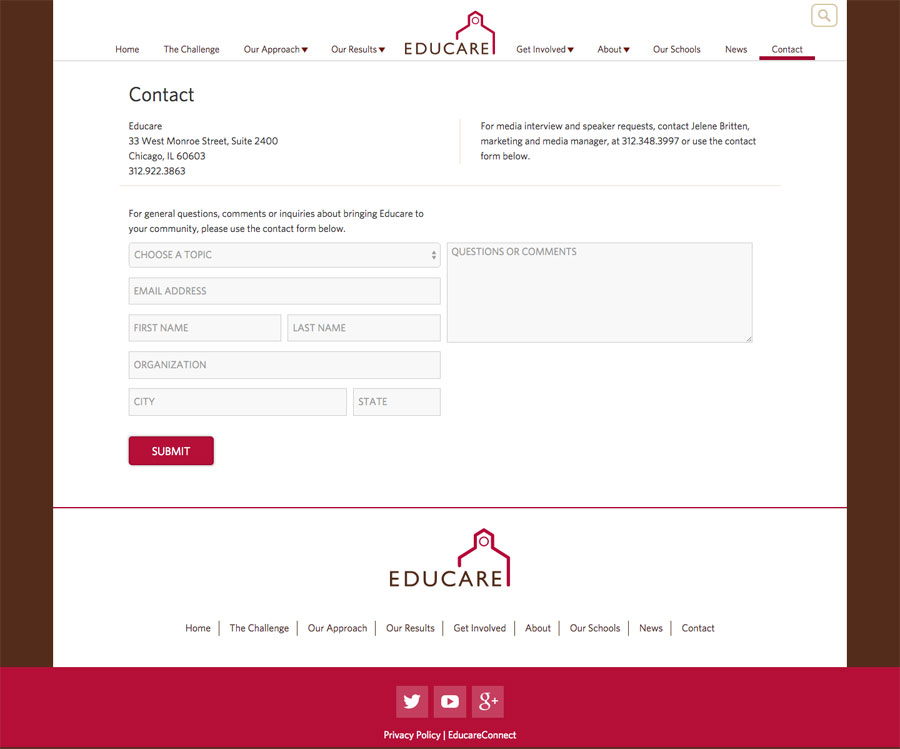 Home The Challenge Our Approach Our Results EDUCARE Get Involved About Our Schools News Contact
Contact
Educare
33 West Monroe Street, Suite 2400
Chicago, IL 60603
312.922.3863
For media interview and speaker requests, contact Jelene Britten,
marketing and media manager, at 312.348.3997 or use the contact
form below.
For general questions, comments or inquiries about bringing Educare to
your community, please use the contact form below.
CHOOSE A TOPIC
EMAIL ADDRESS
FIRST NAME LAST NAME
ORGANIZATION
CITY STATE
QUESTIONS OR COMMENTS
SUBMIT
EDUCARE
Home The Challenge Our Approach Our Results Get Involved About Our Schools News Contact
g+
Privacy Policy | EducareConnect